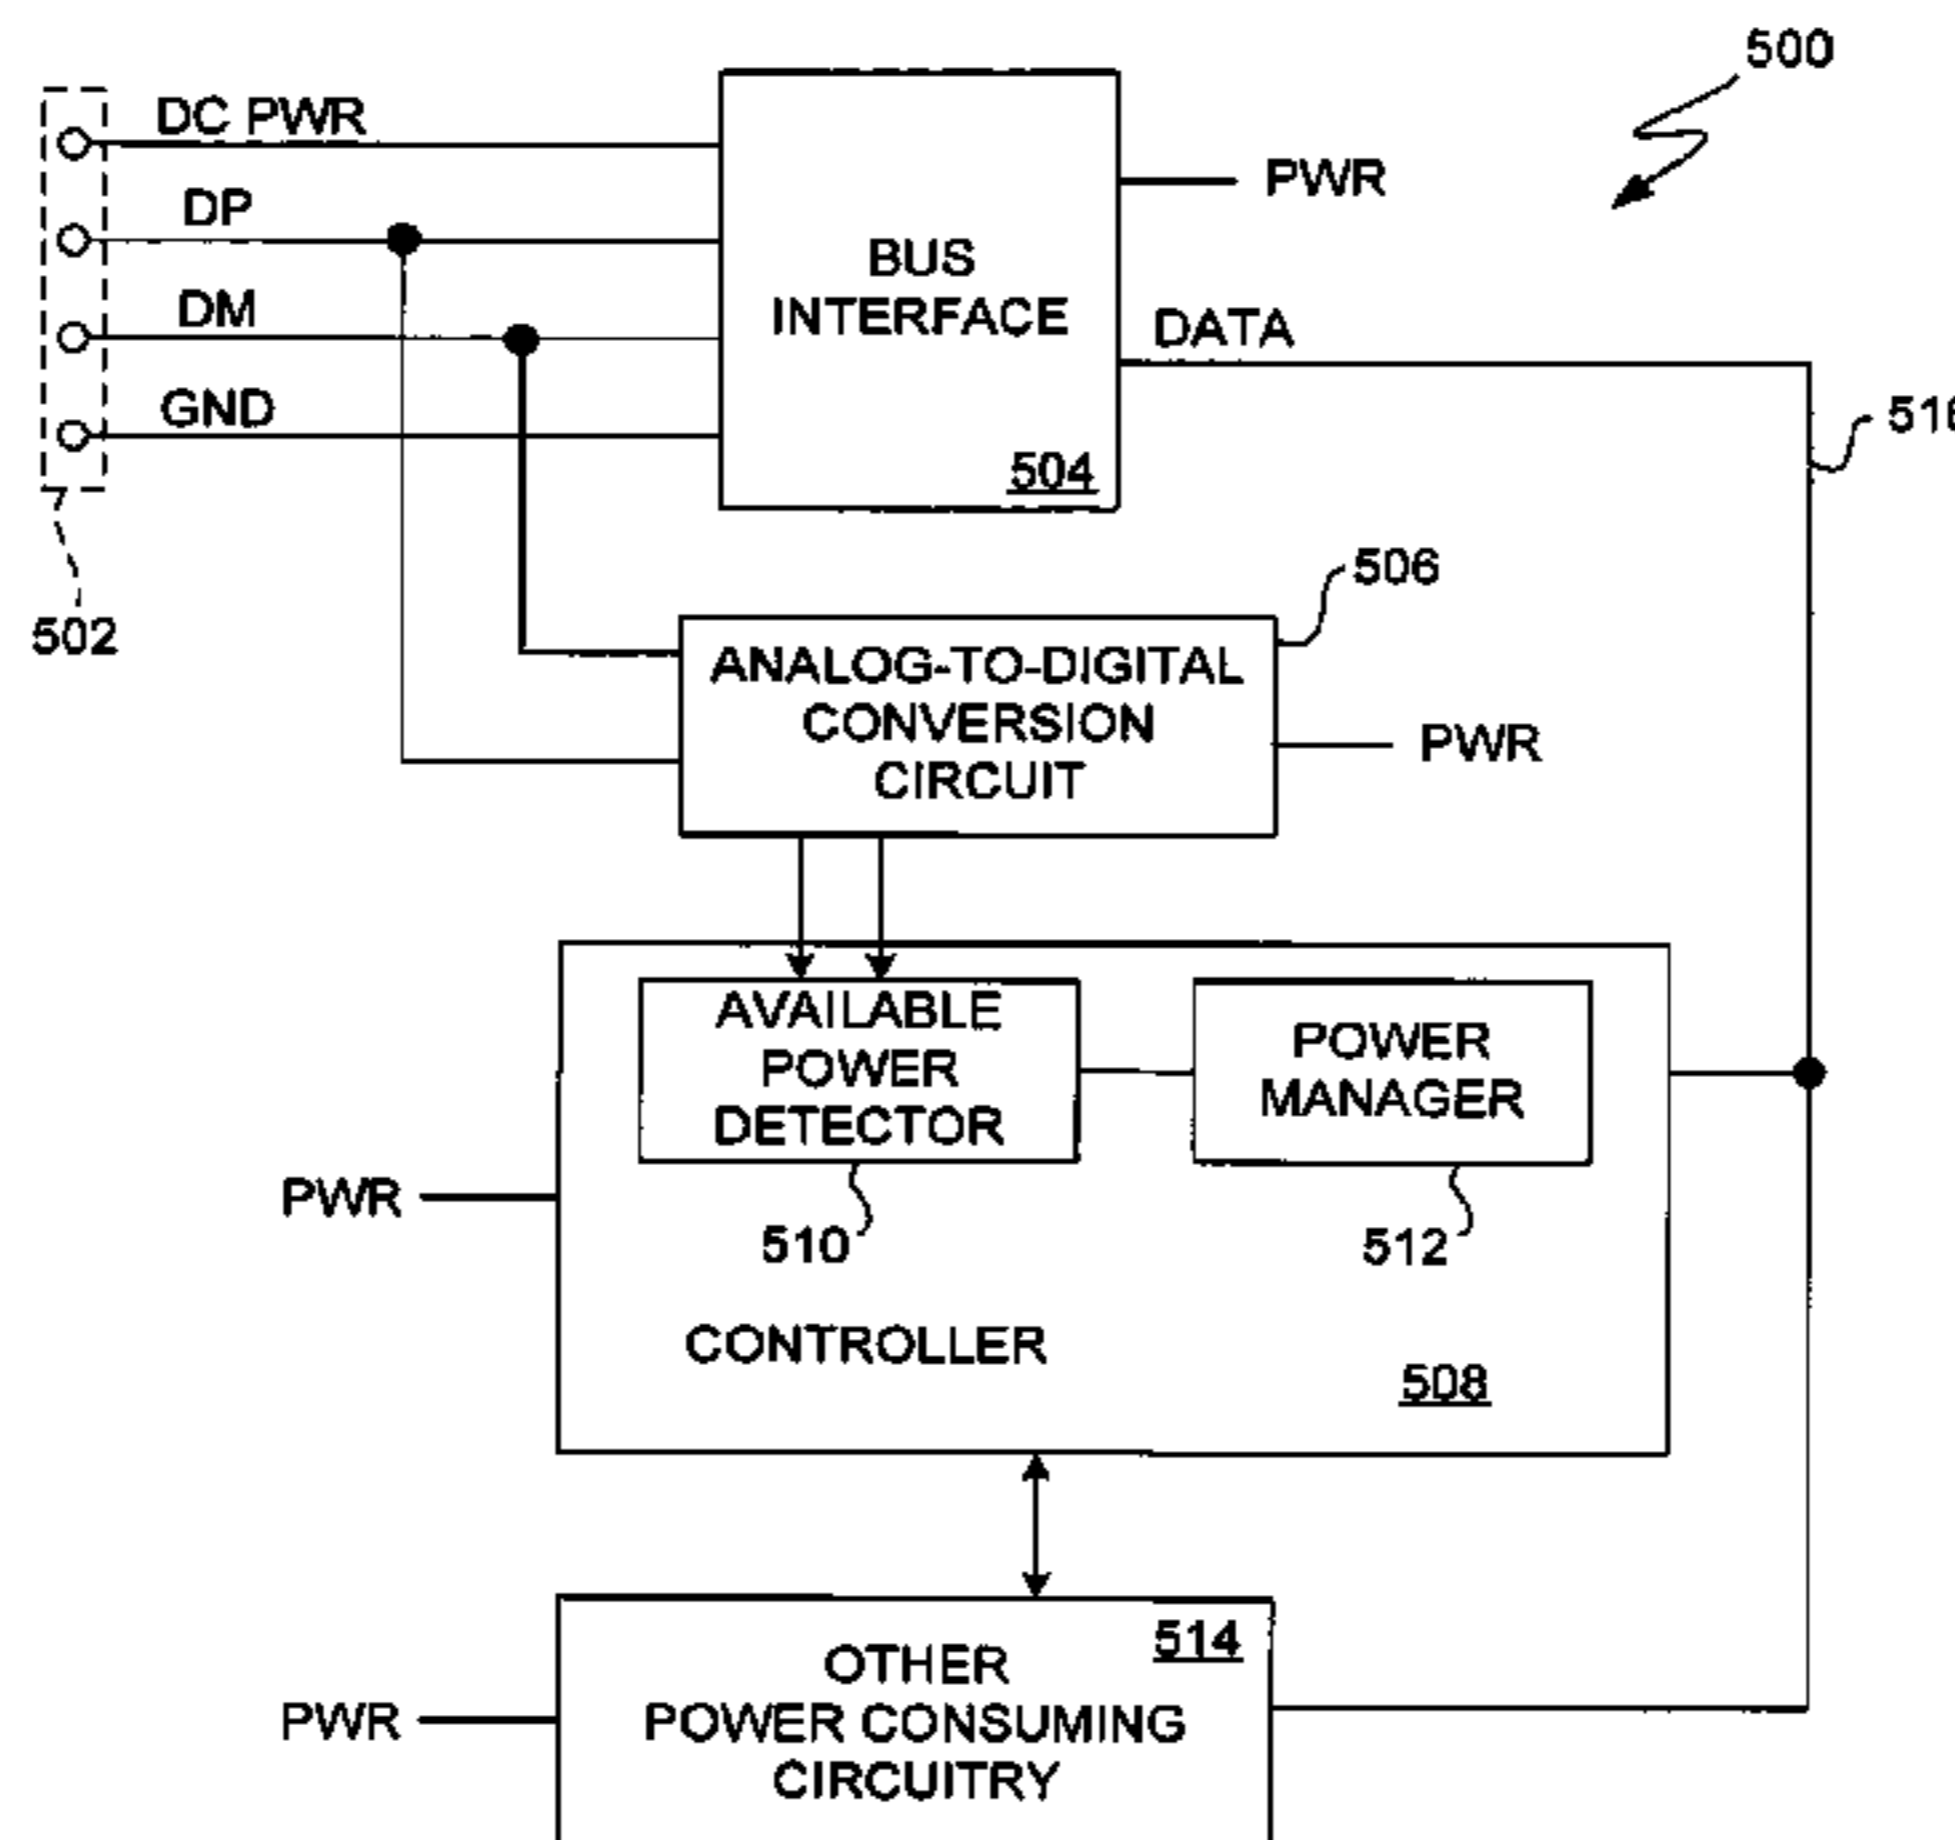 500
DC PWR
DP
DM
GND
502
BUS
INTERFACE
504
PWR
DATA
506
ANALOG-TO-DIGITAL
CONVERSION
CIRCUIT
PWR
AVAILABLE
POWER
DETECTOR
510
POWER
MANAGER
512
PWR
CONTROLLER
508
514
OTHER
POWER CONSUMING
CIRCUITRY
PWR